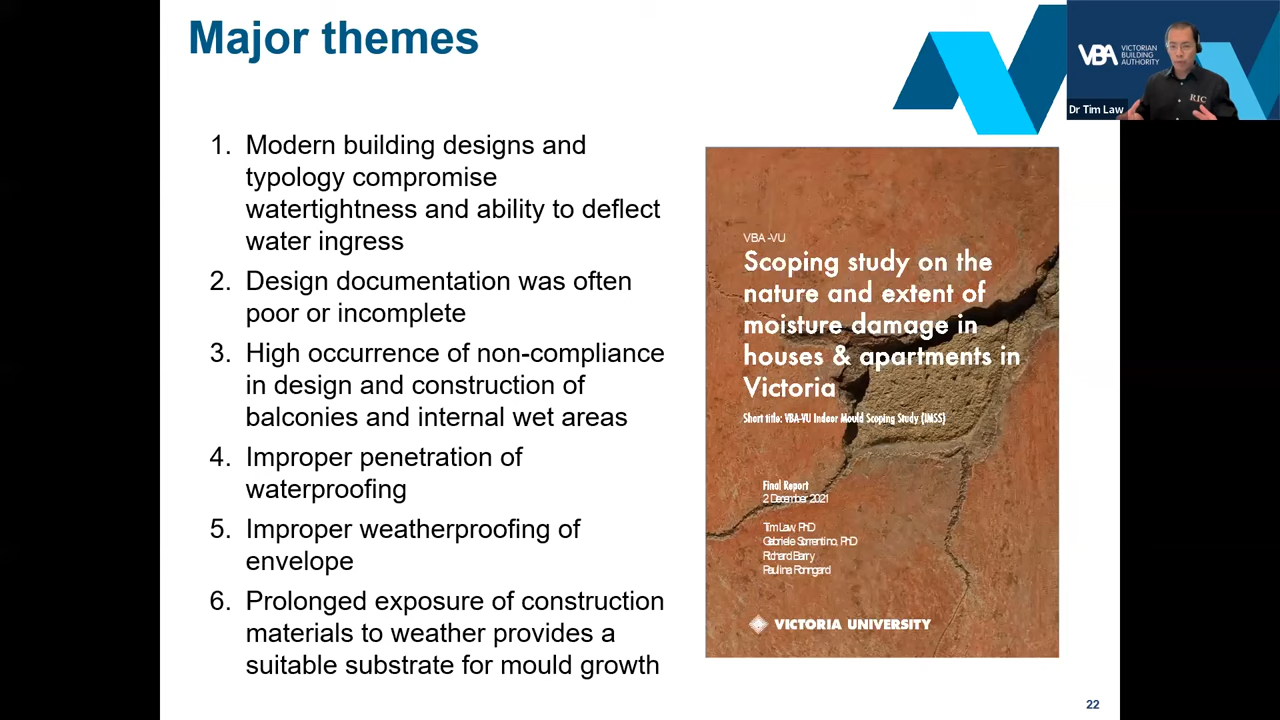 Major themes
VBA
VICTORIAN
BUILDING
AUTHORITY
RIC
Dr Tim Law
1. Modern building designs and
typology compromise
watertightness and ability to deflect
water ingress
2. Design documentation was often
poor or incomplete
3. High occurrence of non-compliance
in design and construction of
balconies and internal wet areas
4. Improper penetration of
waterproofing
5. Improper weatherproofing of
envelope
6. Prolonged exposure of construction
materials to weather provides a
suitable substrate for mould growth
VBA -VU
Scoping study on the
nature and extent of
moisture damage in
houses & apartments in
Victoria
Short title: VBA-VU Indoor Mould Scoping Study (IMSS)
Final Report
2 December 2021
Tim Law, PhD
Gabriele Sorrentino, PhD
Richard Barry
Paulina Ronngard
VICTORIA UNIVERSITY
22